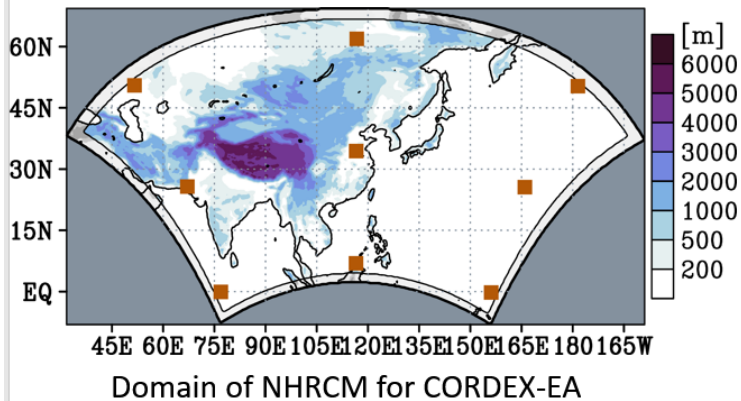 [m]
60N
6000
5000
45N
4000
3000
30N
2000
1000
15N
500
200
EQ
45E 60E 75E 90E 105E 120E 135E 150E 165E 180 165W
Domain of NHRCM for CORDEX-EA